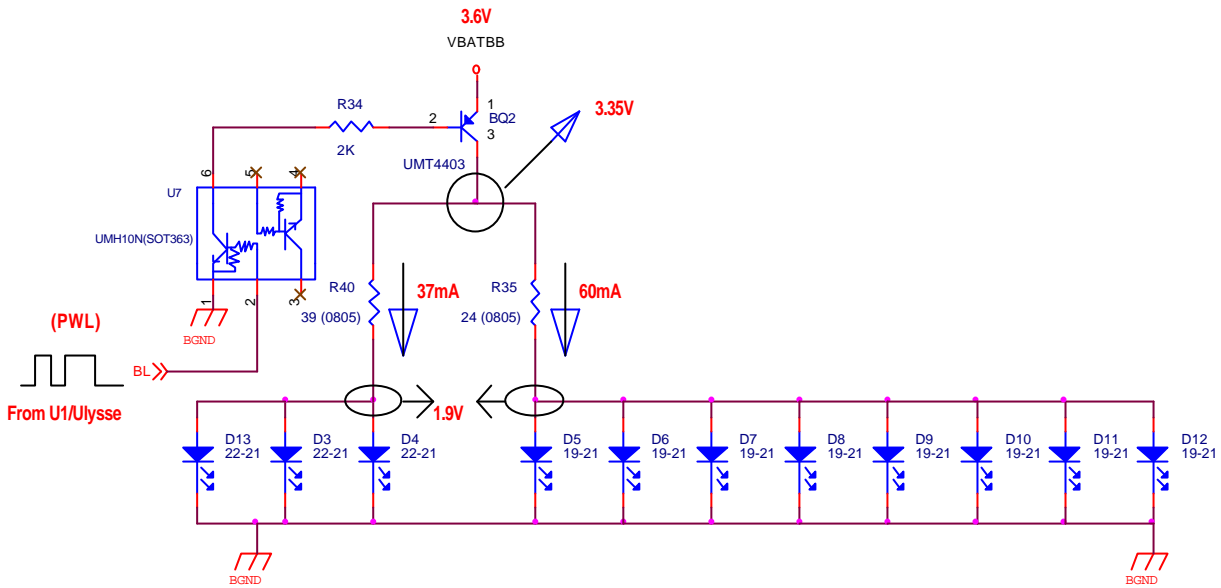 3.6V
VBATBB
R34
2K
2
1
BQ2
3
UMT4403
3.35V
6
5
4
U7
UMH10N(SOT363)
1
2
3
BGND
(PWL)
BL
From U1/Ulysse
R40
39 (0805)
37mA
R35
24 (0805)
60mA
1.9V
D13
22-21
D3
22-21
D4
22-21
D5
19-21
D6
19-21
D7
19-21
D8
19-21
D9
19-21
D10
19-21
D11
19-21
D12
19-21
BGND
BGND